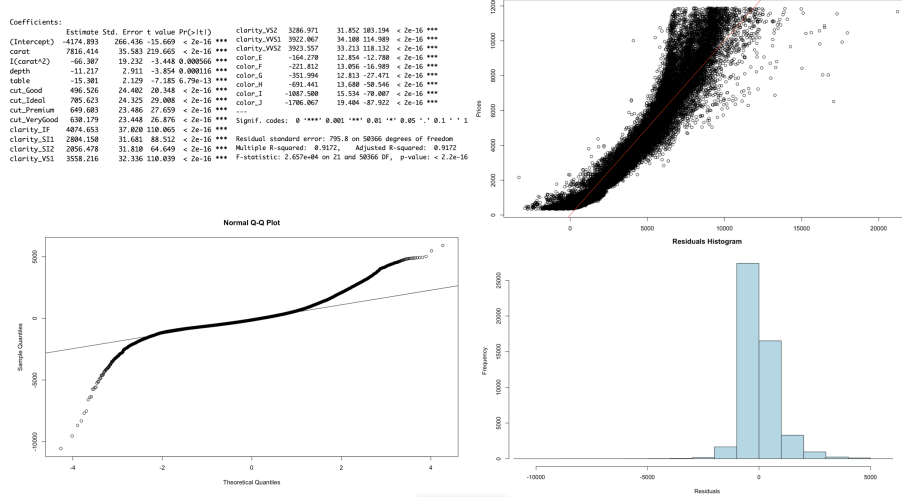 Coefficients:
Estimate Std. Error t value Pr(>|t|)
(Intercept) -4174.893 266.436 -15.669 < 2e-16 ***
carat 7816.414 35.583 219.665 < 2e-16 ***
I(carat^2) -66.307 19.232 -3.448 0.000566 ***
depth -11.217 2.911 -3.854 0.000116 ***
table -15.301 2.129 -7.185 6.79e-13 ***
cut_Good 496.526 24.402 20.348 < 2e-16 ***
cut_Ideal 705.623 24.325 29.008 < 2e-16 ***
cut_Premium 649.603 23.486 27.659 < 2e-16 ***
cut_VeryGood 630.179 23.448 26.876 < 2e-16 ***
clarity_IF 4074.653 37.020 110.065 < 2e-16 ***
clarity_SI1 2804.150 31.681 88.512 < 2e-16 ***
clarity_SI2 2056.478 31.810 64.649 < 2e-16 ***
clarity_VS1 3558.216 32.336 110.039 < 2e-16 ***
clarity_VS2 3286.971 31.852 103.194 < 2e-16 ***
clarity_VVS1 3922.067 34.108 114.989 < 2e-16 ***
clarity_VVS2 3923.557 33.213 118.132 < 2e-16 ***
color_E -164.270 12.854 -12.780 < 2e-16 ***
color_F -221.812 13.056 -16.989 < 2e-16 ***
color_G -351.994 12.813 -27.471 < 2e-16 ***
color_H -691.441 13.680 -50.546 < 2e-16 ***
color_I -1087.500 15.534 -70.007 < 2e-16 ***
color_J -1706.067 19.404 -87.922 < 2e-16 ***
---
Signif. codes: 0 '***' 0.001 '**' 0.01 '*' 0.05 '.' 0.1 ' ' 1
Residual standard error: 795.8 on 50366 degrees of freedom
Multiple R-squared: 0.9172, Adjusted R-squared: 0.9172
F-statistic: 2.657e+04 on 21 and 50366 DF, p-value: < 2.2e-16
Prices
12000
10000
8000
6000
4000
2000
0
0 5000 10000 15000 20000
Normal Q-Q Plot
Sample Quantiles
5000
0
-5000
-10000
-4 -2 0 2 4
Theoretical Quantiles
Residuals Histogram
Frequency
25000
20000
15000
10000
5000
0
-10000 -5000 0 5000
Residuals